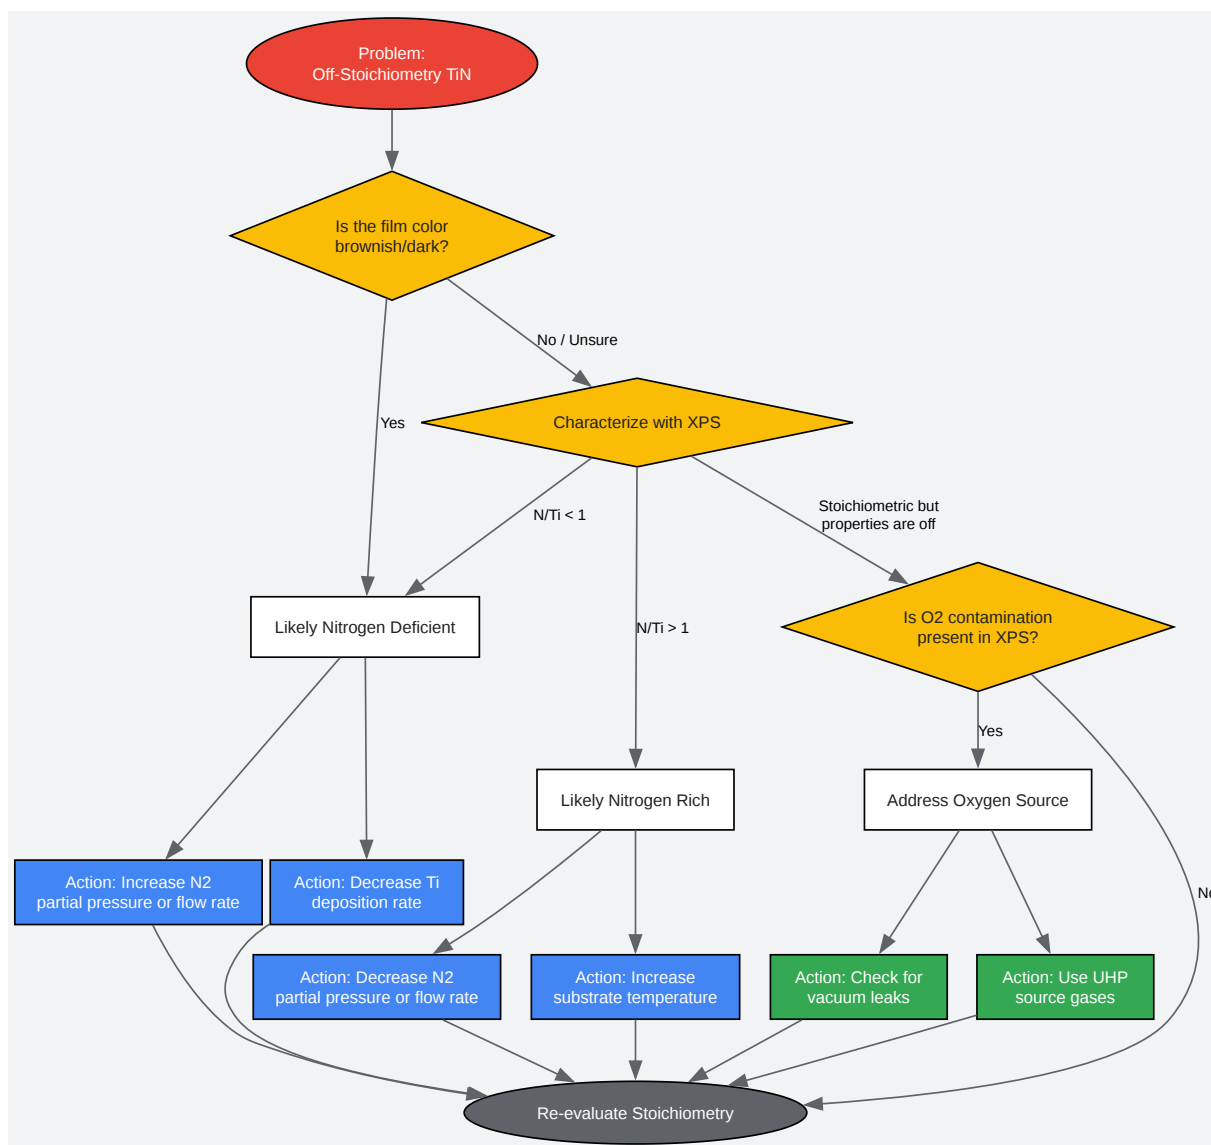 Problem:
Off-Stoichiometry TiN
Is the film color
brownish/dark?
No / Unsure
Yes
Characterize with XPS
N/Ti < 1
Stoichiometric but
properties are off
Likely Nitrogen Deficient
N/Ti > 1
Is O2 contamination
present in XPS?
Yes
Likely Nitrogen Rich
Address Oxygen Source
Action: Increase N2
partial pressure or flow rate
Action: Decrease Ti
deposition rate
No
Action: Decrease N2
partial pressure or flow rate
Action: Increase
substrate temperature
Action: Check for
vacuum leaks
Action: Use UHP
source gases
Re-evaluate Stoichiometry